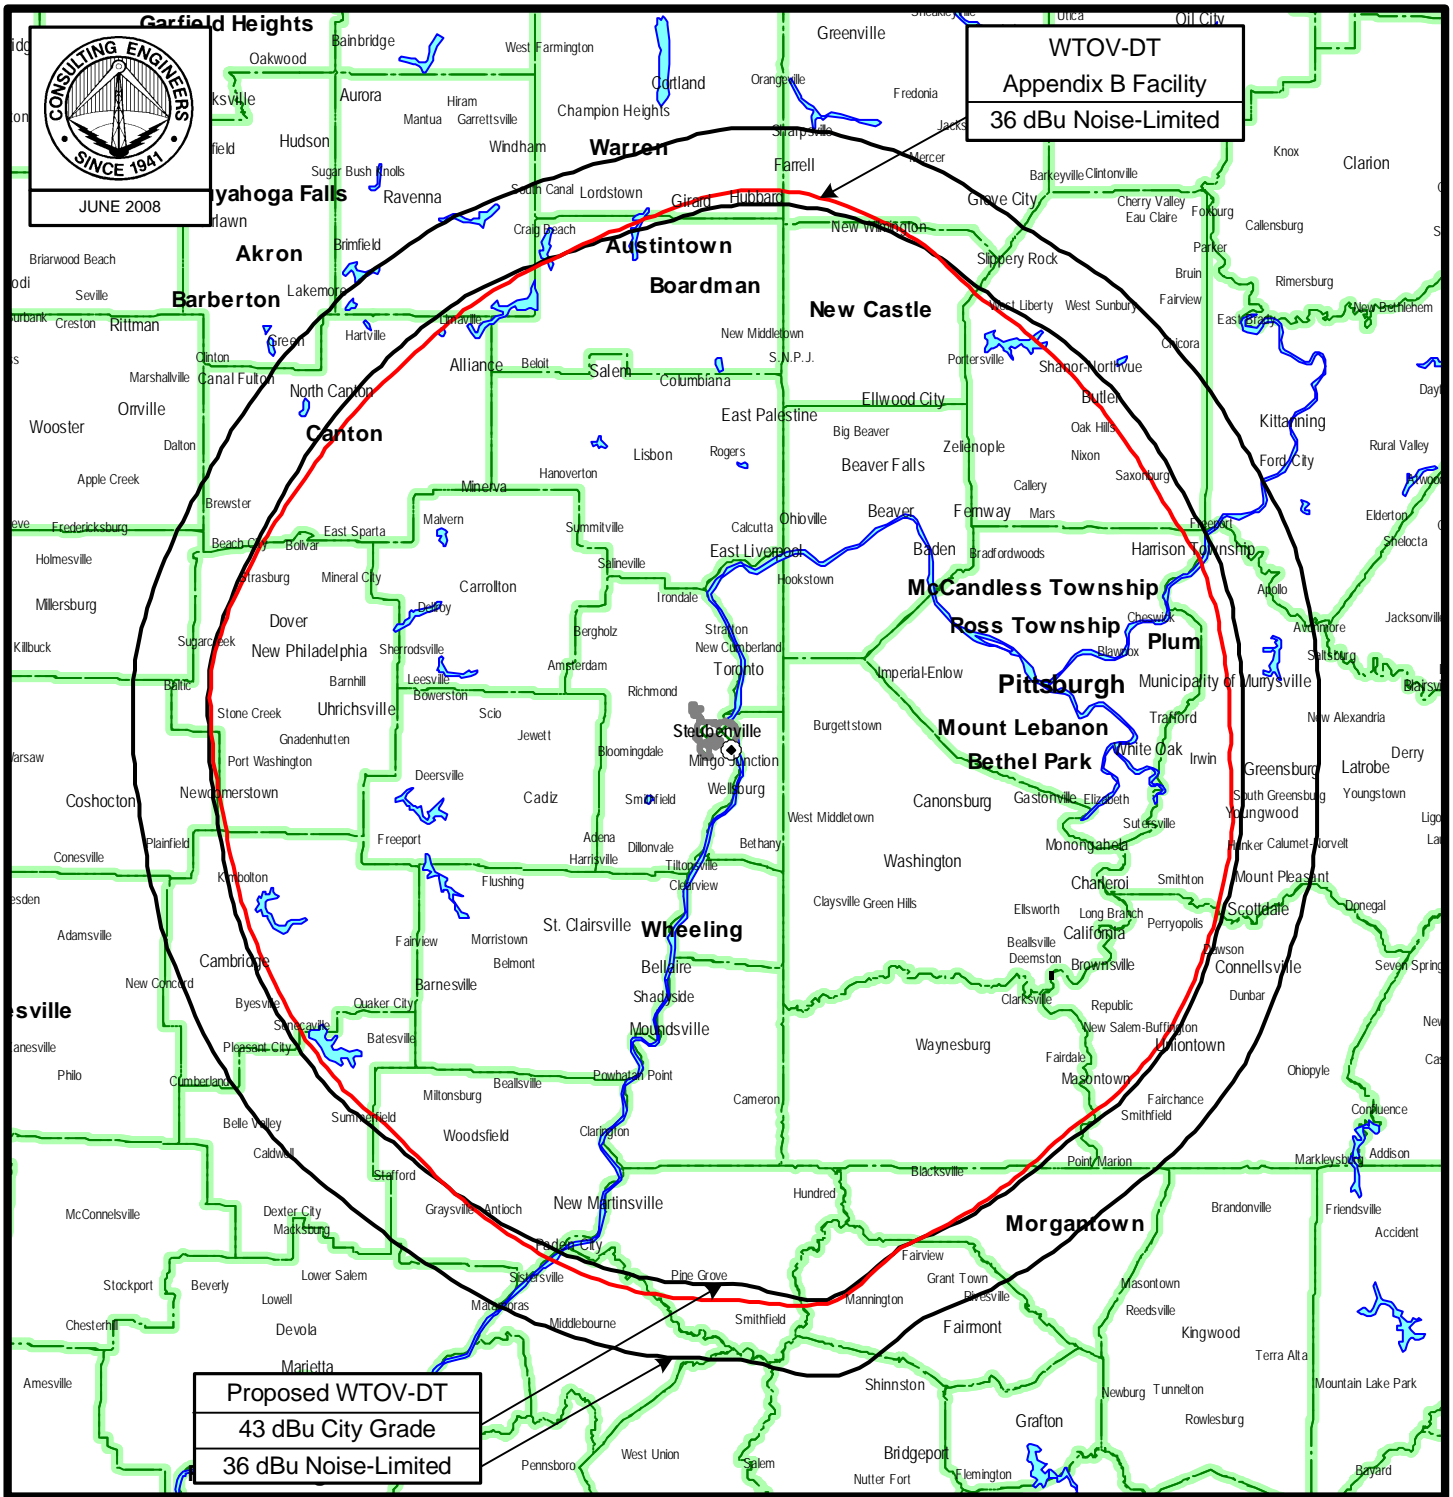 Garfield Heights
Bainbridge
Oakwood
West Farmington
Cortland
Greenville
Orangeville
Utica
Oil City
CONSULTING ENGINEERS
SINCE 1941
JUNE 2008
WTOV-DT
Appendix B Facility
36 dBu Noise-Limited
Aurora
Hiram
Mantua
Garrettsville
Champion Heights
Fredonia
Hudson
Windham
Warren
Sharpsville
Farrell
Mercer
Knox
Clarion
Sugar Bush Knolls
Ravenna
South Canal
Lordstown
Girard
Hubbard
Grove City
Barkeyville
Clintonville
Cherry Valley
Eau Claire
Foxburg
Callensburg
Akron
Brimfield
Craig Beach
Austintown
New Wilmington
Parker
Briarwood Beach
Slippery Rock
Bruin
Rimersburg
Seville
Barberton
Lakemore
Boardman
New Castle
West Liberty
West Sunbury
Fairview
New Bethlehem
Creston
Rittman
Green
Hartville
Limaville
New Middletown
East Brady
Clinton
Alliance
Beloit
Salem
S.N.P.J.
Portersville
Chicora
Marshallville
Canal Fulton
North Canton
Columbiana
Shanor-Northvue
Orrville
East Palestine
Ellwood City
Butler
Wooster
Canton
Big Beaver
Oak Hills
Kittanning
Dalton
Lisbon
Rogers
Zelienople
Nixon
Rural Valley
Apple Creek
Hanoverton
Beaver Falls
Saxonburg
Ford City
Minerva
Callery
Brewster
Malvern
Summitville
Calcutta
Ohioville
Beaver
Fernway
Mars
Freeport
Elderton
Fredericksburg
East Sparta
Beach City
Bolivar
East Liverpool
Baden
Bradfordwoods
Harrison Township
Shelocta
Holmesville
Strasburg
Mineral City
Carrollton
Salineville
Hookstown
McCandless Township
Apollo
Millersburg
Delroy
Irondale
Cheswick
Dover
Bergholz
Stratton
Ross Township
Plum
Avonmore
Jacksonville
Killbuck
Sugarcreek
New Philadelphia
Sherrodsville
New Cumberland
Blawnox
Saltsburg
Baltic
Barnhill
Leesville
Bowerston
Amsterdam
Toronto
Imperial-Enlow
Pittsburgh
Municipality of Murrysville
Richmond
Stone Creek
Uhrichsville
Scio
Burgettstown
Mount Lebanon
Trafford
New Alexandria
Gnadenhutten
Jewett
Steubenville
Bloomingdale
White Oak
Derry
Port Washington
Mingo Junction
Bethel Park
Irwin
Greensburg
Latrobe
Coshocton
Newcomerstown
Deersville
Cadiz
Smithfield
Wellsburg
Canonsburg
Gastonville
Elizabeth
South Greensburg
Youngstown
Youngwood
West Middletown
Sutersville
Plainfield
Freeport
Adena
Dillonvale
Bethany
Monongahela
Hunker
Calumet-Norvelt
Conesville
Harrisville
Tiltonsville
Washington
Kimbolton
Flushing
Clearview
Charleroi
Smithton
Mount Pleasant
Claysville
Green Hills
Ellsworth
Long Branch
Scottdale
Donegal
Adamsville
St. Clairsville
Wheeling
Perryopolis
Fairview
Morristown
Beallsville
California
Cambridge
Belmont
Deemston
Dawson
New Concord
Barnesville
Bellaire
Brownsville
Connellsville
Byesville
Quaker City
Shadyside
Clarksville
Republic
Dunbar
Senecaville
Batesville
Moundsville
Waynesburg
New Salem-Buffington
Pleasant City
Fairdale
Uniontown
Philo
Cumberland
Beallsville
Powhatan Point
Masontown
Ohiopyle
Miltonsburg
Cameron
Fairchance
Belle Valley
Summerfield
Smithfield
Confluence
Caldwell
Woodsfield
Clarington
Addison
Stafford
Blacksville
Point Marion
Markleysburg
McConnelsville
Dexter City
Macksburg
Graysville
Antioch
New Martinsville
Hundred
Morgantown
Brandonville
Friendsville
Accident
Paden City
Fairview
Stockport
Beverly
Lower Salem
Sistersville
Pine Grove
Grant Town
Masontown
Lowell
Matamoras
Mannington
Rivesville
Reedsville
Chesterhill
Devola
Middlebourne
Smithfield
Fairmont
Kingwood
Marietta
Terra Alta
Amesville
Shinnston
Newburg
Tunnelton
Mountain Lake Park
Proposed WTOV-DT
43 dBu City Grade
36 dBu Noise-Limited
Grafton
Rowlesburg
West Union
Bridgeport
Pennsboro
Salem
Nutter Fort
Flemington
Bayard